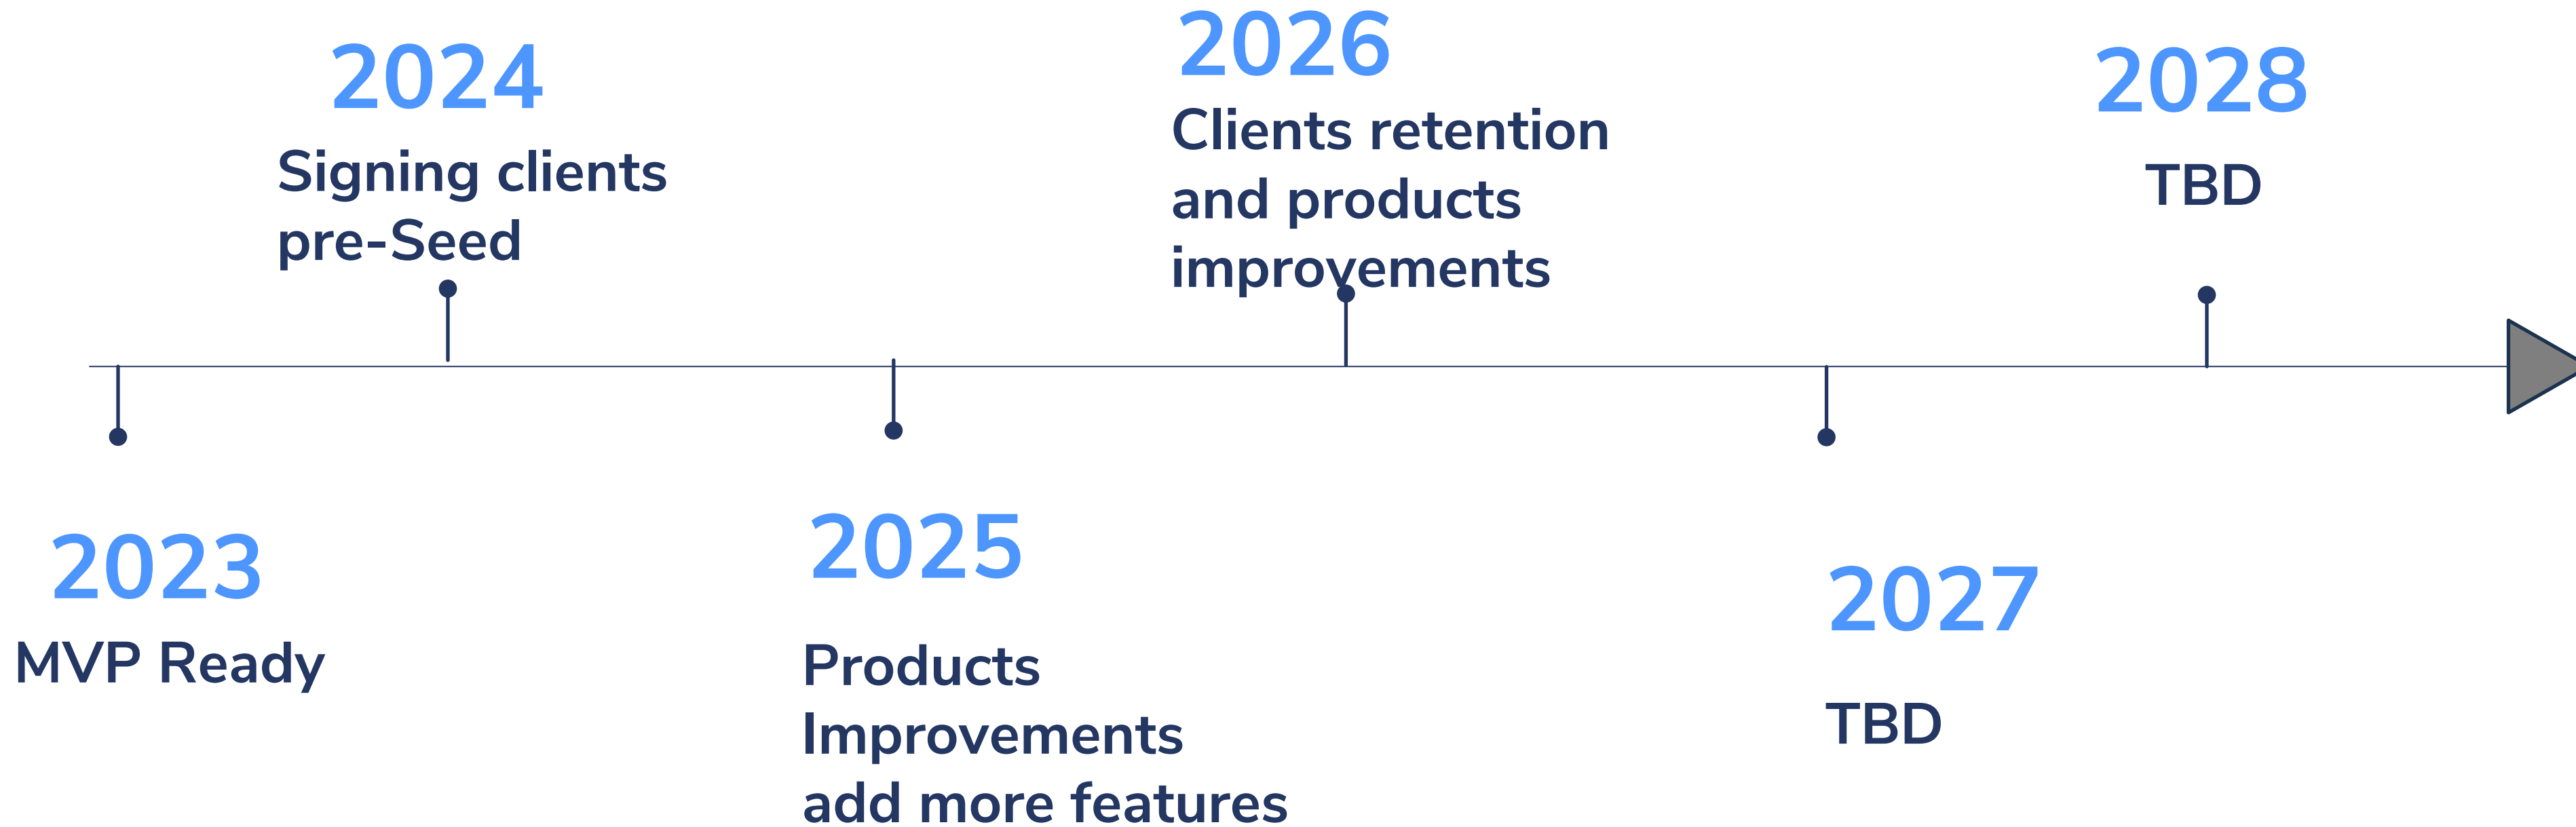 2023
MVP Ready
2024
Signing clients
pre-Seed
2025
Products
Improvements
add more features
2026
Clients retention
and products
improvements
2027
TBD
2028
TBD